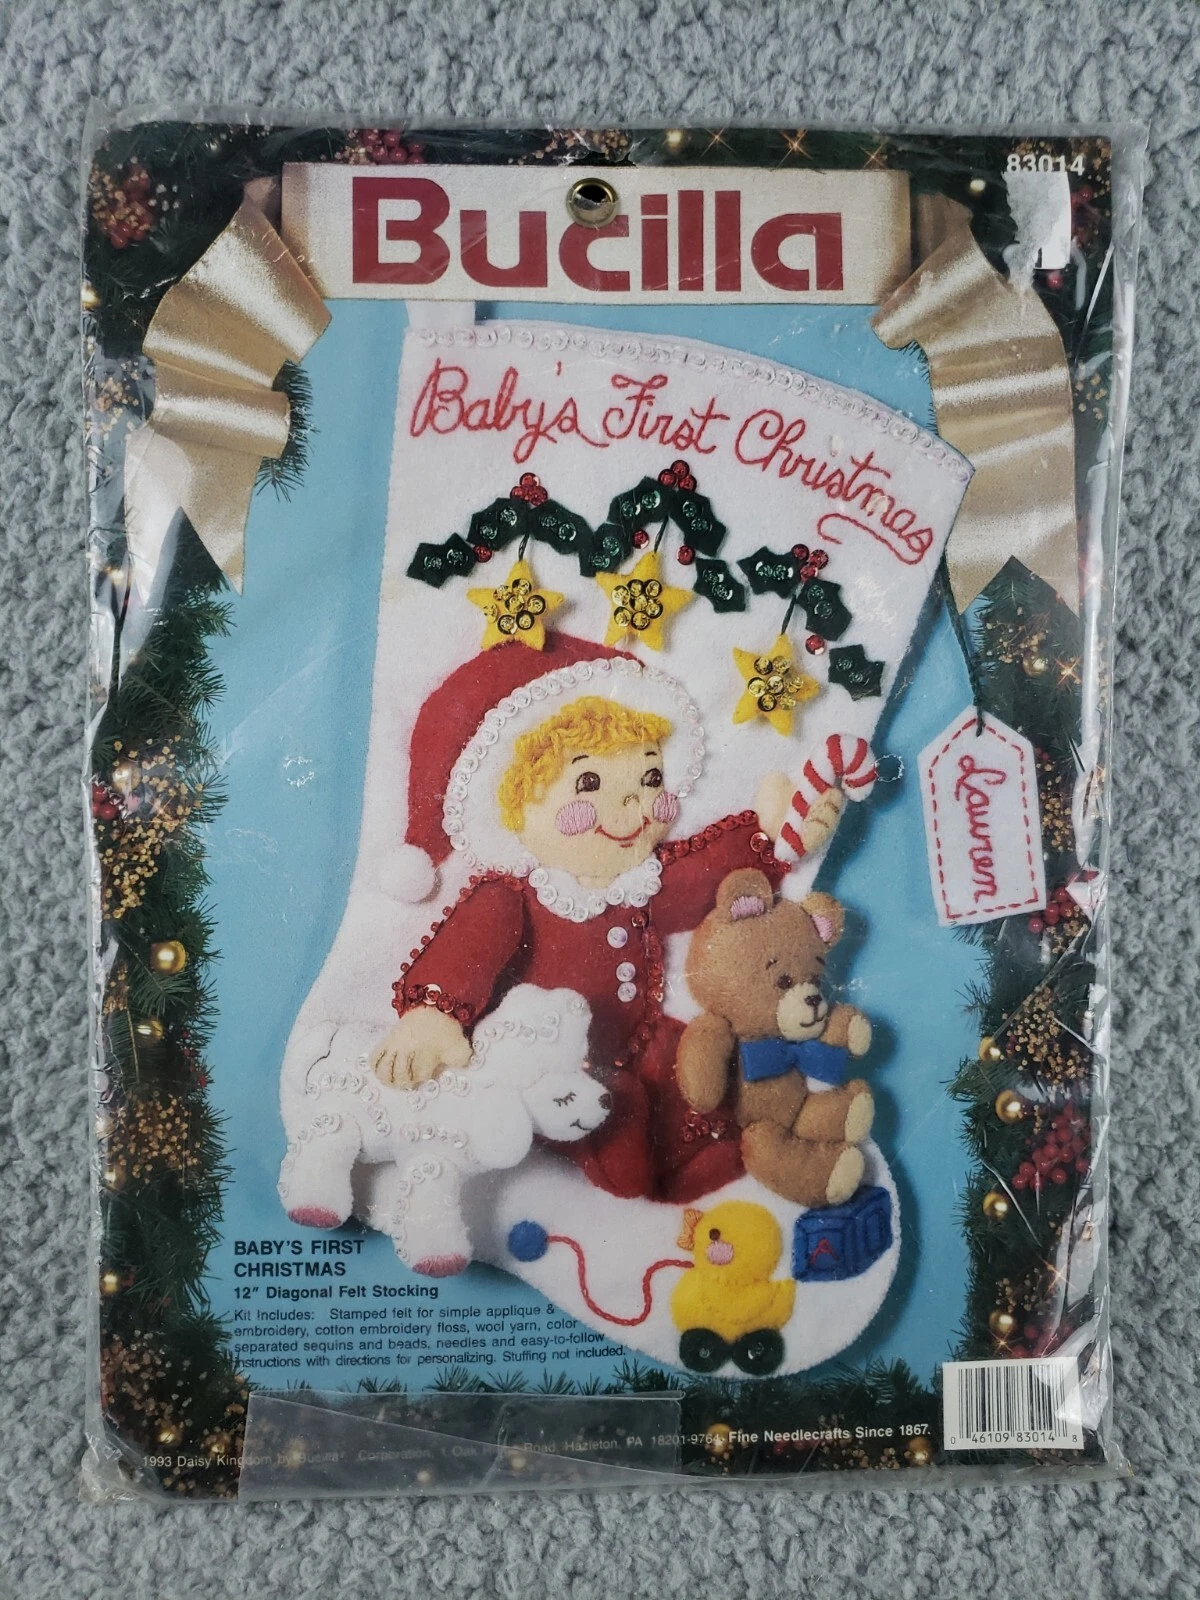 83014
Bucilla
Baby's First Christmas
Lauren
A
BABY'S FIRST
CHRISTMAS
12" Diagonal Felt Stocking
Kit Includes: Stamped felt for simple applique &
embroidery, cotton embroidery floss, wool yarn, color
separated sequins and beads, needles and easy-to-follow
instructions with directions for personalizing. Stuffing not included.
1993 Daisy Kingdom by Bucilla Corporation Oak Road, Hazleton, PA 18201-9764 Fine Needlecrafts Since 1867.
0 46109 83014 8